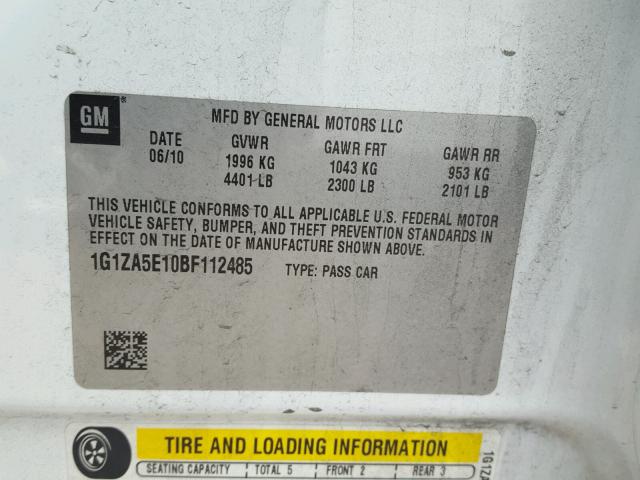 GM
MFD BY GENERAL MOTORS LLC
DATE GVWR GAWR FRT GAWR RR
06/10 1996 KG 1043 KG 953 KG
4401 LB 2300 LB 2101 LB
THIS VEHICLE CONFORMS TO ALL APPLICABLE U.S. FEDERAL MOTOR
VEHICLE SAFETY, BUMPER, AND THEFT PREVENTION STANDARDS IN
EFFECT ON THE DATE OF MANUFACTURE SHOWN ABOVE.
1G1ZA5E10BF112485 TYPE: PASS CAR
TIRE AND LOADING INFORMATION
SEATING CAPACITY TOTAL 5 FRONT 2 REAR 3